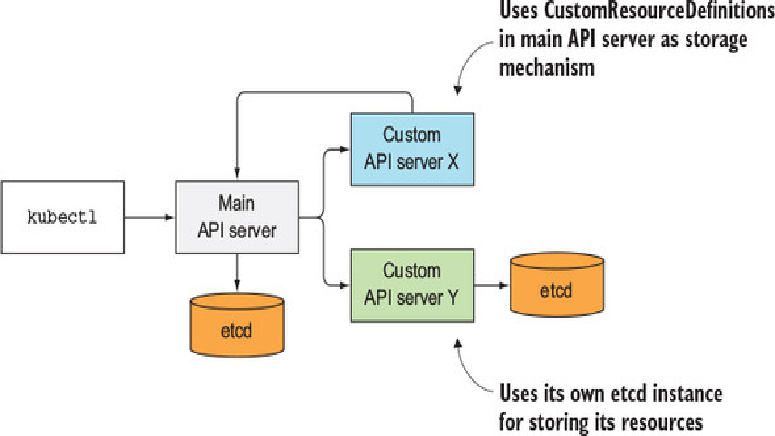 Uses CustomResourceDefinitions
in main API server as storage
mechanism
Custom
API server X
kubectl
Main
API server
Custom
API server Y
etcd
etcd
Uses its own etcd instance
for storing its resources